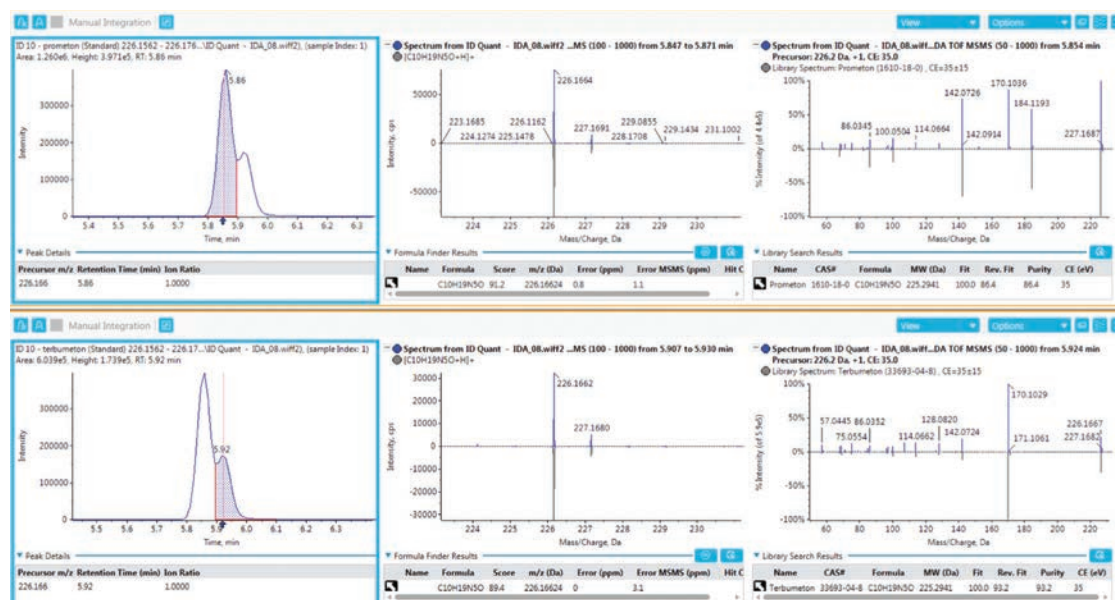 Manual Integration
View
Options
ID 10 - prometon (Standard) 226.1562 - 226.176...\ID Quant - IDA_08.wiff2), (sample Index: 1)
Area: 1.260e6, Height: 3.971e5, RT: 5.86 min
5.86
300000
200000
100000
0
Intensity
5.4 5.5 5.6 5.7 5.8 5.9 6.0 6.1 6.2 6.3
Time, min
Peak Details
Precursor m/z Retention Time (min) Ion Ratio
226.166 5.86 1.0000
Spectrum from ID Quant - IDA_08.wiff2 ...MS (100 - 1000) from 5.847 to 5.871 min
[C10H19N5O+H]+
226.1664
223.1685 226.1162 229.0855
227.1691 229.1434 231.1002
224.1274 225.1478 228.1708
50000
0
-50000
Intensity, cps
224 225 226 227 228 229 230
Mass/Charge, Da
Formula Finder Results
Name Formula Score m/z (Da) Error (ppm) Error MSMS (ppm) Hit C
C10H19N5O 91.2 226.16624 0.8 1.1
Spectrum from ID Quant - IDA_08.wiff...DA TOF MSMS (50 - 1000) from 5.854 min
Precursor: 226.2 Da, +1, CE: 35.0
Library Spectrum: Prometon (1610-18-0) , CE=35±15
100%
50%
0%
-50%
-100%
% Intensity (of 4.4e5)
170.1036
142.0726
184.1193
86.0345 114.0664
100.0504 142.0914
227.1687
60 80 100 120 140 160 180 200 220
Mass/Charge, Da
Library Search Results
Name CAS# Formula MW (Da) Fit Rev. Fit Purity CE (eV)
Prometon 1610-18-0 C10H19N5O 225.2941 100.0 86.4 86.4 35
Manual Integration
View
Options
ID 10 - terbumeton (Standard) 226.1562 - 226.17...\ID Quant - IDA_08.wiff2), (sample Index: 1)
Area: 6.039e5, Height: 1.739e5, RT: 5.92 min
5.92
300000
200000
100000
0
Intensity
5.5 5.6 5.7 5.8 5.9 6.0 6.1 6.2 6.3
Time, min
Peak Details
Precursor m/z Retention Time (min) Ion Ratio
226.166 5.92 1.0000
Spectrum from ID Quant - IDA_08.wiff2 ...MS (100 - 1000) from 5.907 to 5.930 min
[C10H19N5O+H]+
226.1662
227.1680
30000
20000
10000
0
-10000
-20000
-30000
Intensity, cps
224 225 226 227 228 229 230
Mass/Charge, Da
Formula Finder Results
Name Formula Score m/z (Da) Error (ppm) Error MSMS (ppm) Hit C
C10H19N5O 89.4 226.16624 0 3.1
Spectrum from ID Quant - IDA_08.wiff...DA TOF MSMS (50 - 1000) from 5.924 min
Precursor: 226.2 Da, +1, CE: 35.0
Library Spectrum: Terbumeton (33693-04-8) , CE=35±15
100%
50%
0%
-50%
-100%
% Intensity (of 5.9e5)
170.1029
128.0820
57.0445 86.0352 226.1667
75.0554 114.0662 142.0724 171.1061 227.1682
60 80 100 120 140 160 180 200 220
Mass/Charge, Da
Library Search Results
Name CAS# Formula MW (Da) Fit Rev. Fit Purity CE (eV)
Terbumeton 33693-04-8 C10H19N5O 225.2941 100.0 93.2 93.2 35